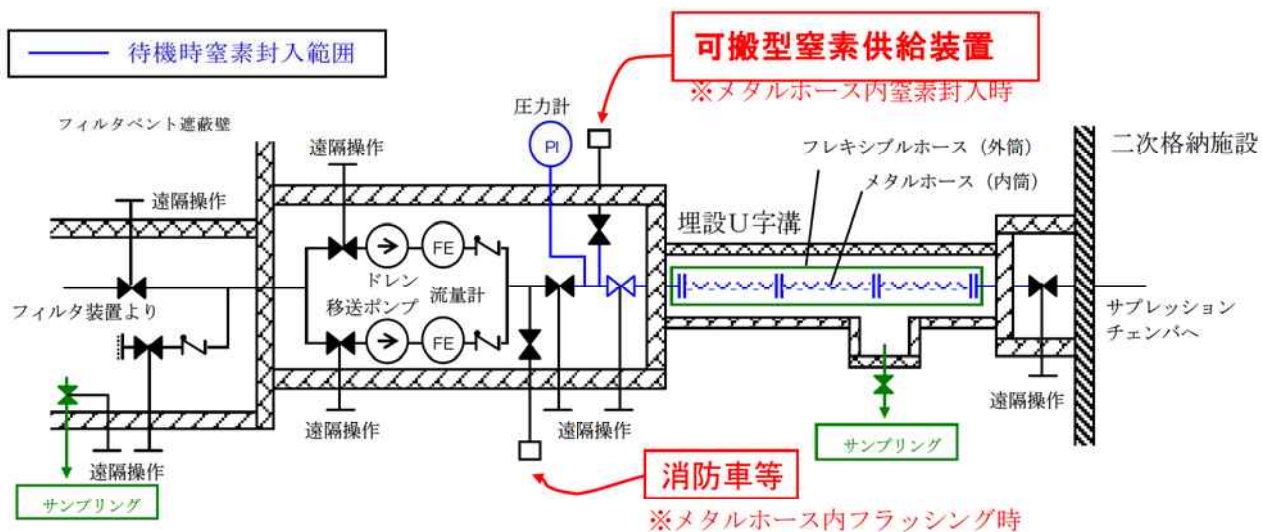 待機時窒素封入範囲
可搬型窒素供給装置
※メタルホース内窒素封入時
圧力計
PI
フィルタベント遮蔽壁
遠隔操作
遠隔操作
フレキシブルホース（外筒）
メタルホース（内筒）
二次格納施設
埋設U字溝
FE
ドレン
移送ポンプ
流量計
FE
フィルタ装置より
サプレッション
チェンバへ
遠隔操作
遠隔操作
遠隔操作
遠隔操作
サンプリング
サンプリング
消防車等
※メタルホース内フラッシング時